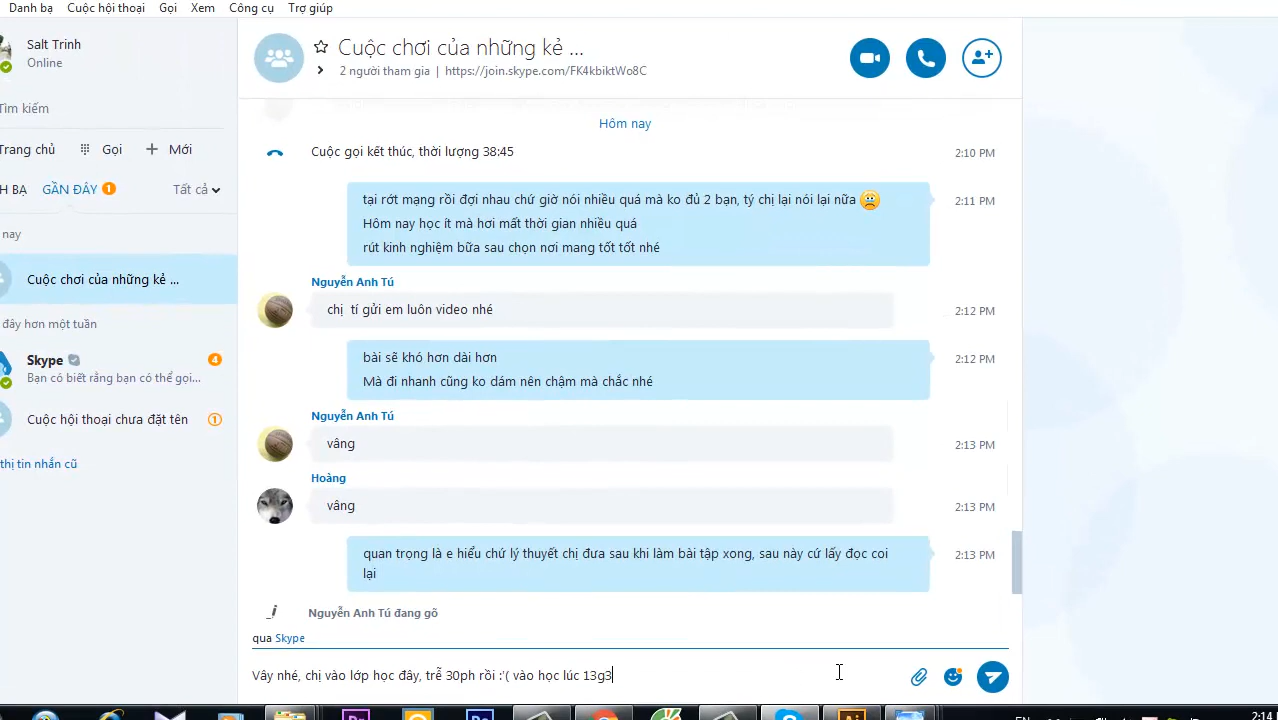 Danh bạ Cuộc hội thoại Gọi Xem Công cụ Trợ giúp
Salt Trinh
Online
Tìm kiếm
Trang chủ Gọi Mới
H BẠ GẦN ĐÂY 1 Tất cả
nay
Cuộc chơi của những kẻ ...
đây hơn một tuần
Skype 4
Bạn có biết rằng bạn có thể gọi...
Cuộc hội thoại chưa đặt tên 1
thị tin nhắn cũ
Cuộc chơi của những kẻ ...
2 người tham gia | https://join.skype.com/FK4kbiktWo8C
Hôm nay
Cuộc gọi kết thúc, thời lượng 38:45 2:10 PM
tại rớt mạng rồi đợi nhau chứ giờ nói nhiều quá mà ko đủ 2 bạn, tý chị lại nói lại nữa 2:11 PM
Hôm nay học ít mà hơi mất thời gian nhiều quá
rút kinh nghiệm bữa sau chọn nơi mang tốt tốt nhé
Nguyễn Anh Tú
chị tí gửi em luôn video nhé 2:12 PM
bài sẽ khó hơn dài hơn 2:12 PM
Mà đi nhanh cũng ko dám nên chậm mà chắc nhé
Nguyễn Anh Tú
vâng 2:13 PM
Hoàng
vâng 2:13 PM
quan trọng là e hiểu chứ lý thuyết chị đưa sau khi làm bài tập xong, sau này cứ lấy đọc coi 2:13 PM
lại
Nguyễn Anh Tú đang gõ
qua Skype
Vây nhé, chị vào lớp học đây, trễ 30ph rồi :'( vào học lúc 13g3
EN 2:14